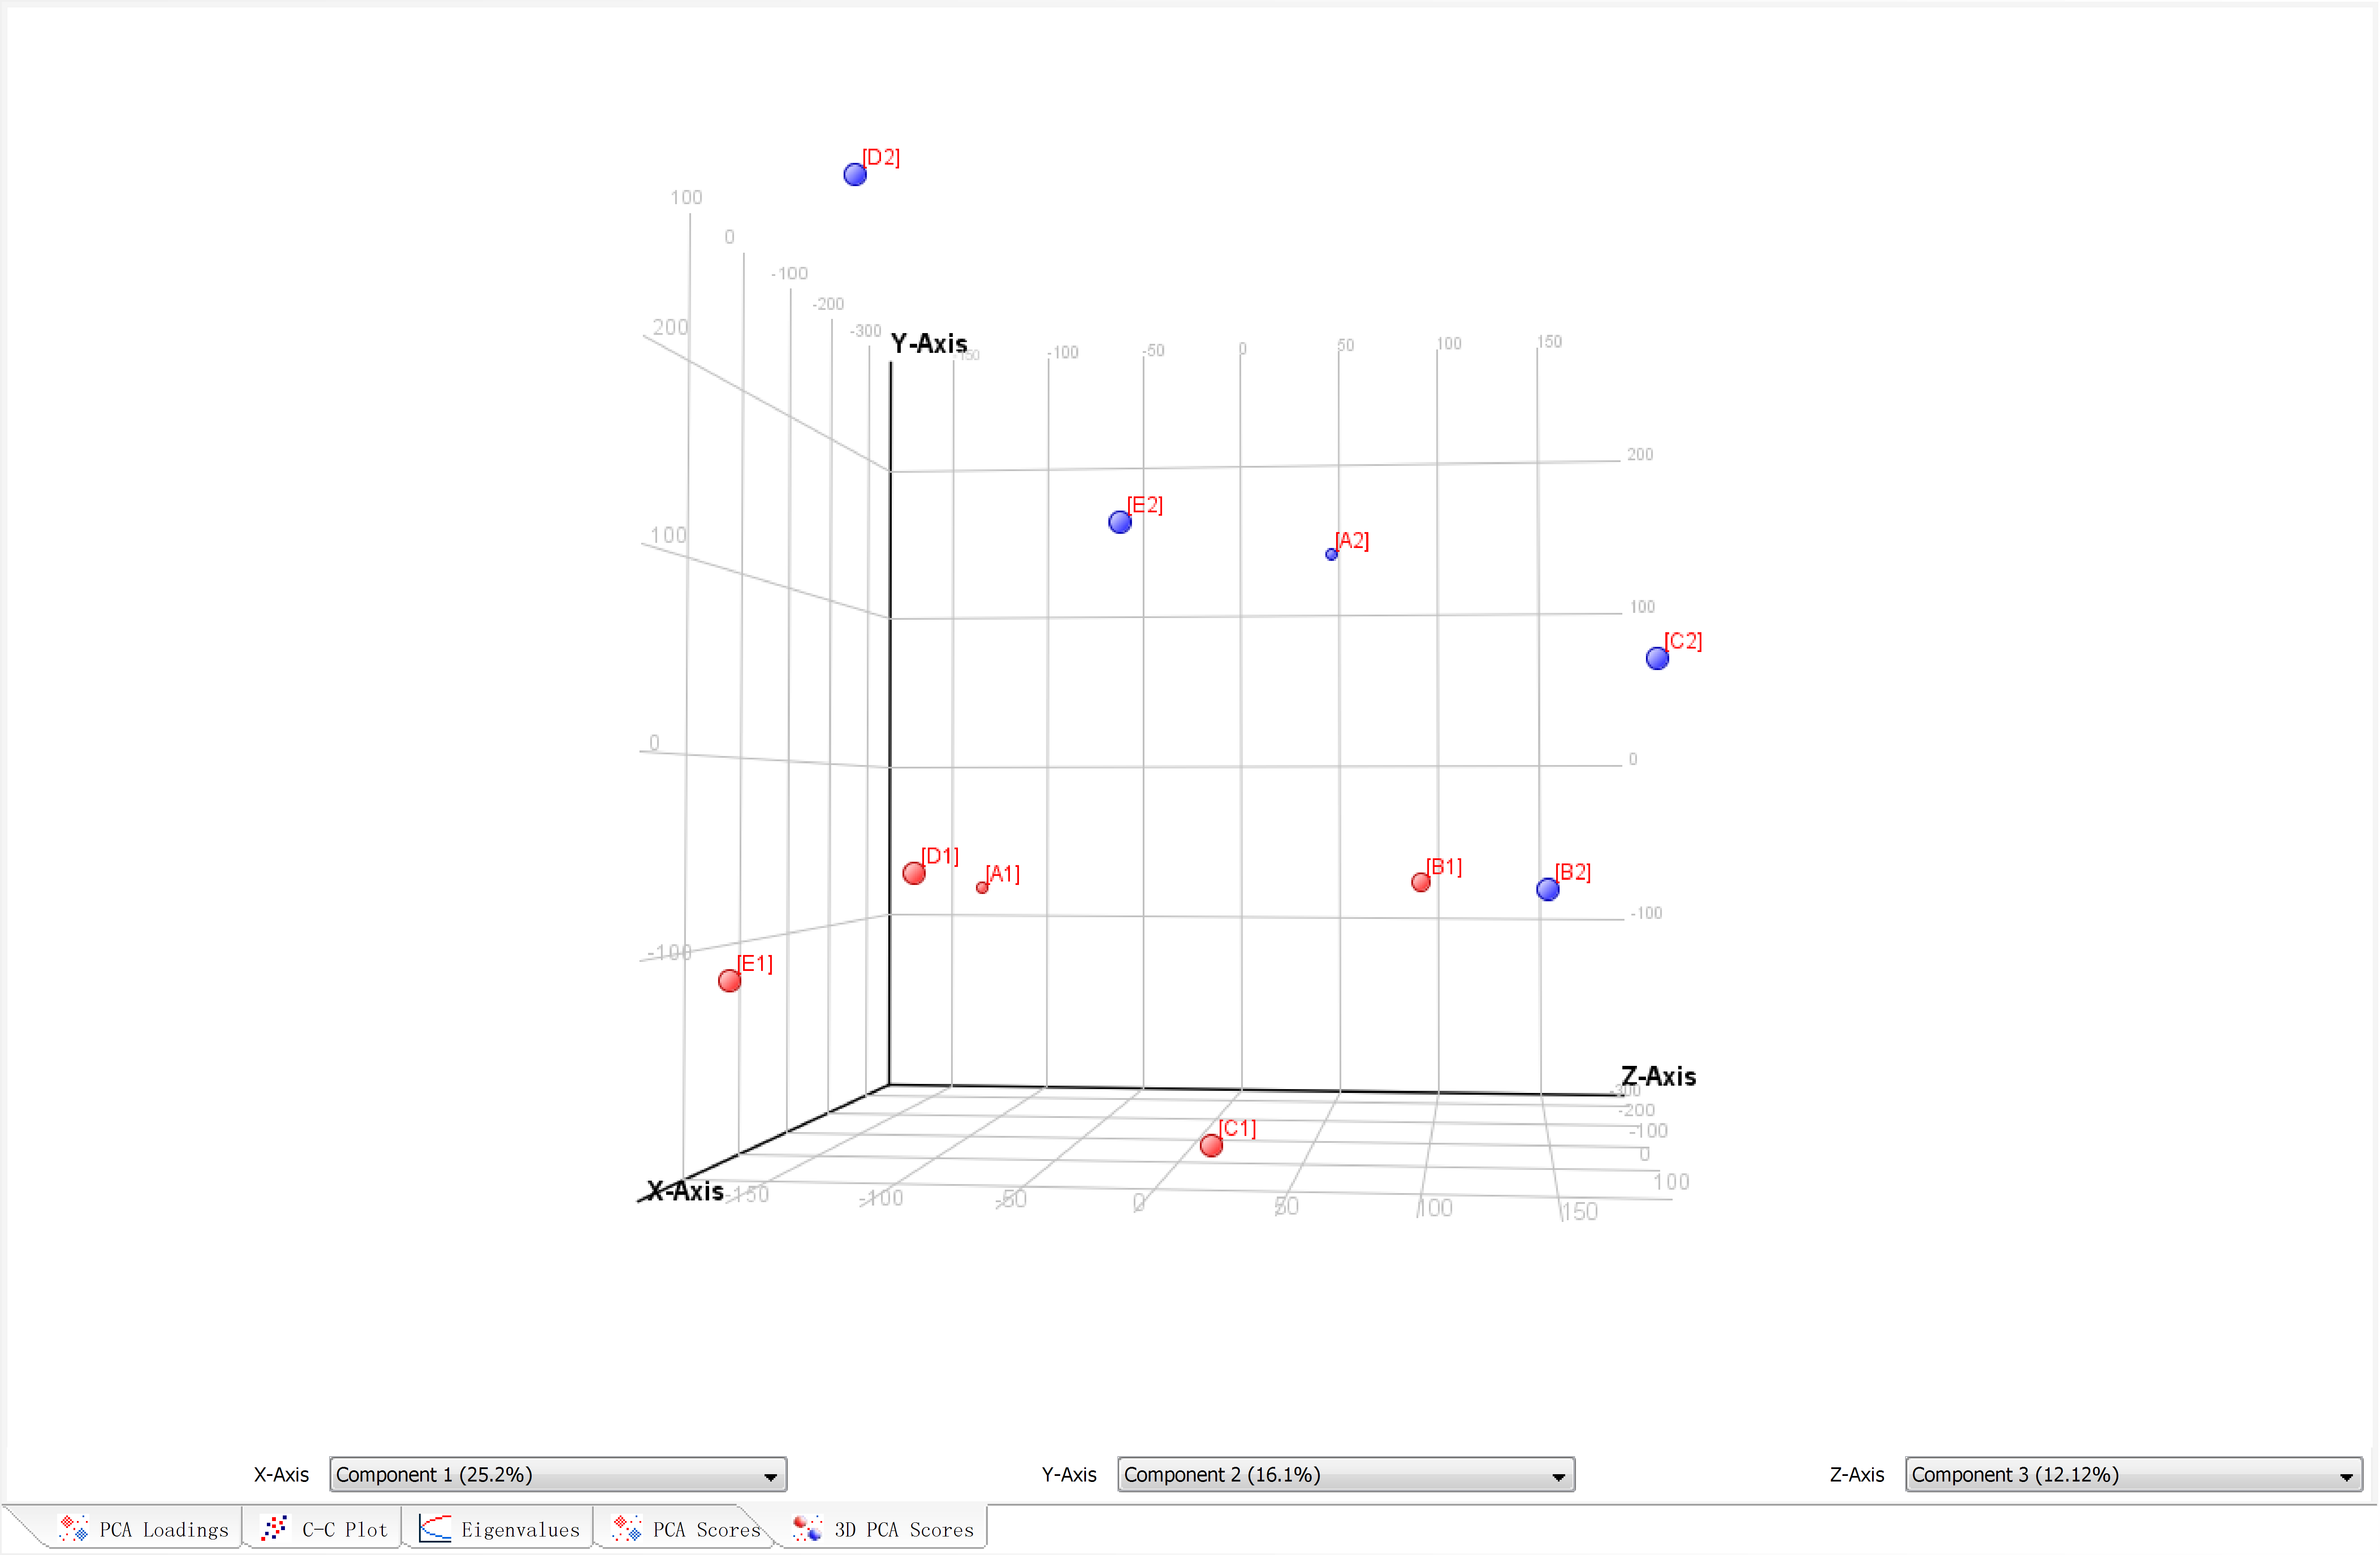 [D2]
100
0
-100
-200
-300
Y-Axis
-150
-100
-50
0
50
100
150
200
200
[E2]
[A2]
100
100
[C2]
0
0
[D1]
[A1]
[B1]
[B2]
-100
-100
[E1]
Z-Axis
-300
-200
-100
0
100
[C1]
X-Axis
-150
-100
-50
0
50
100
150
X-Axis Component 1 (25.2%)
Y-Axis Component 2 (16.1%)
Z-Axis Component 3 (12.12%)
PCA Loadings
C-C Plot
Eigenvalues
PCA Scores
3D PCA Scores